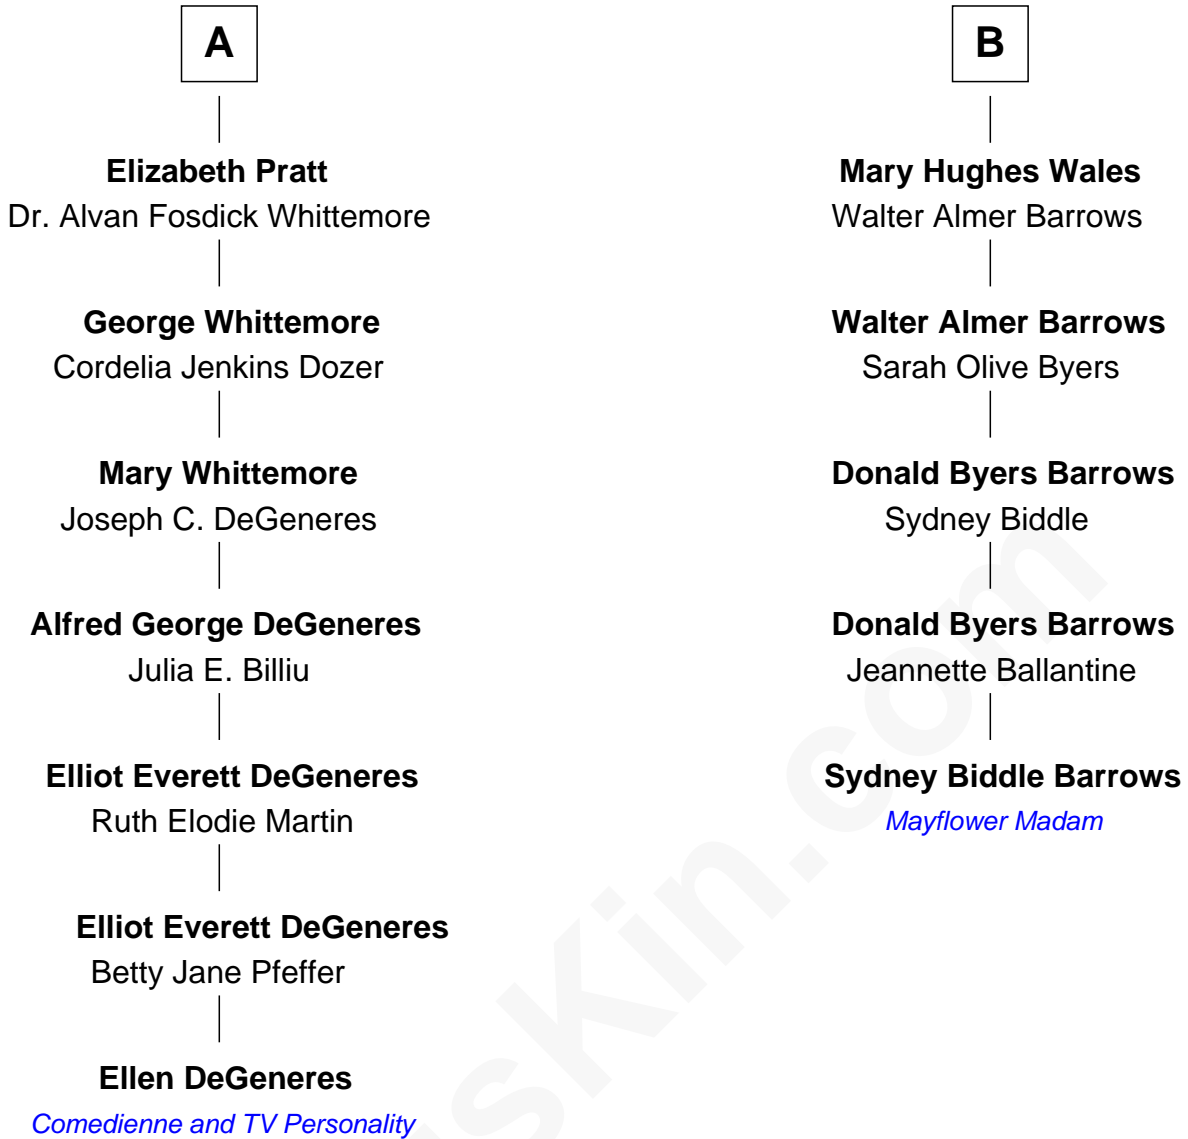 A
Elizabeth Pratt
Dr. Alvan Fosdick Whittemore
George Whittemore
Cordelia Jenkins Dozer
Mary Whittemore
Joseph C. DeGeneres
Alfred George DeGeneres
Julia E. Billiu
Elliot Everett DeGeneres
Ruth Elodie Martin
Elliot Everett DeGeneres
Betty Jane Pfeffer
Ellen DeGeneres
Comedienne and TV Personality
B
Mary Hughes Wales
Walter Almer Barrows
Walter Almer Barrows
Sarah Olive Byers
Donald Byers Barrows
Sydney Biddle
Donald Byers Barrows
Jeannette Ballantine
Sydney Biddle Barrows
Mayflower Madam
usKin.com